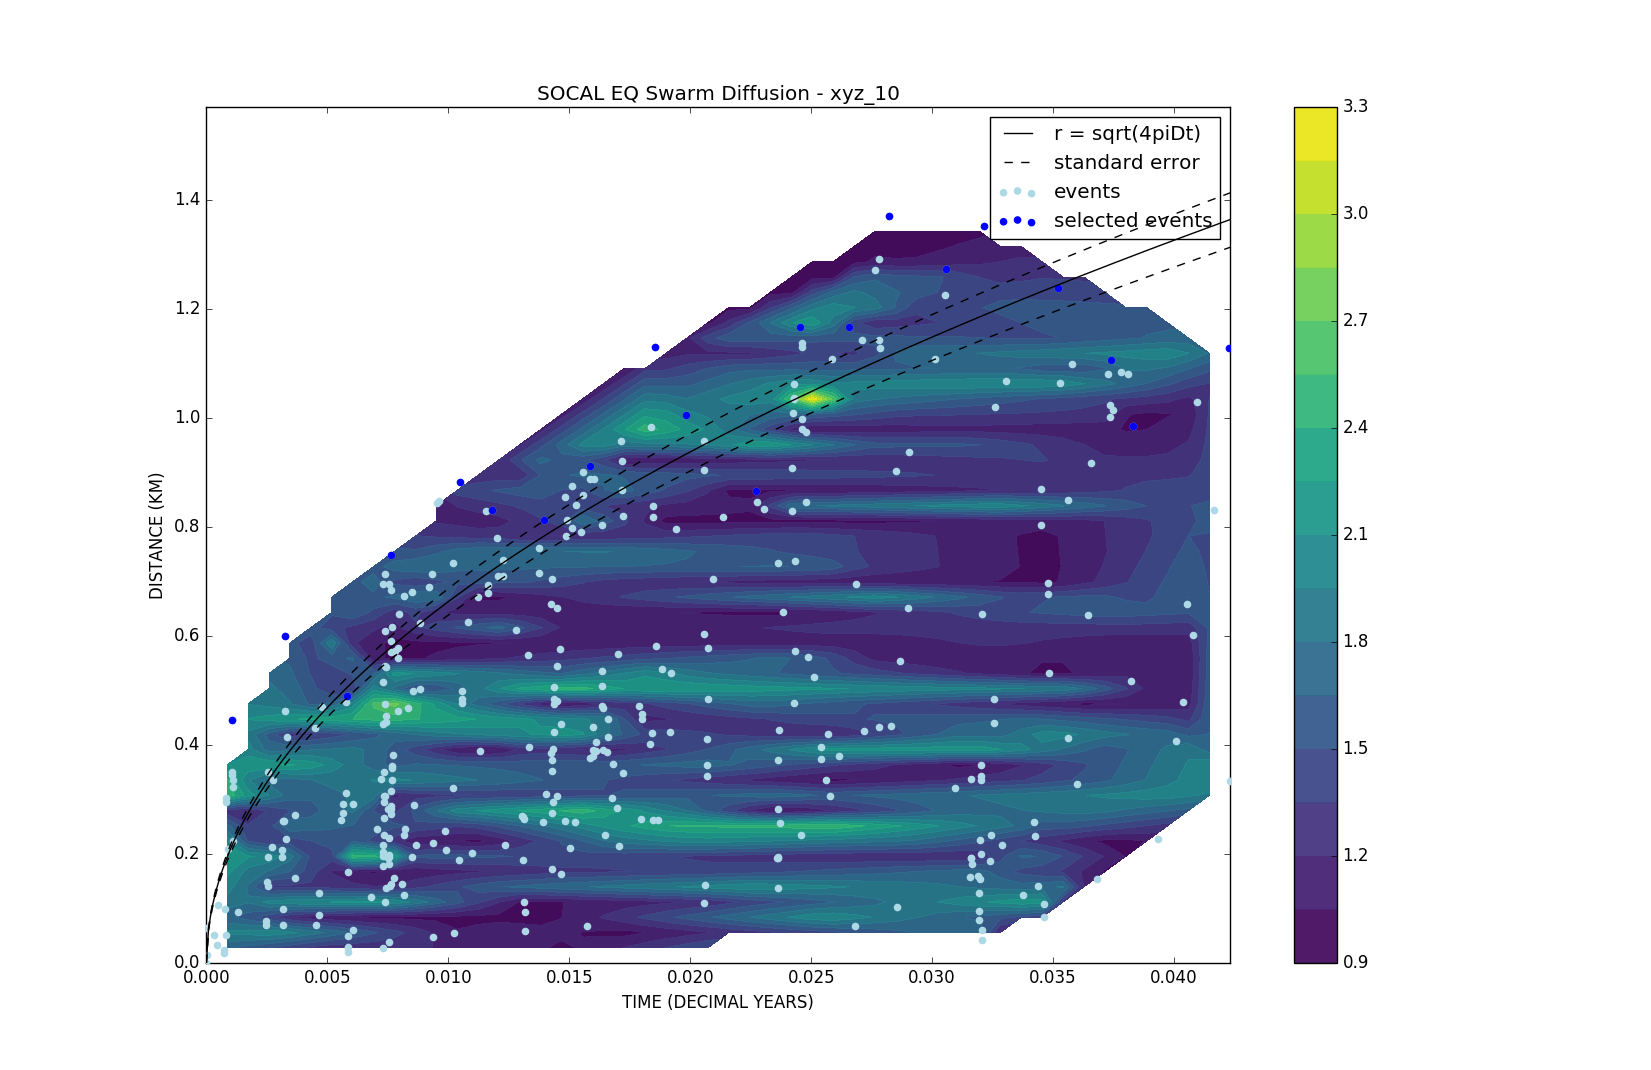 SOCAL EQ Swarm Diffusion - xyz_10
r = sqrt(4piDt)
standard error
events
selected events
DISTANCE (KM)
1.4
1.2
1.0
0.8
0.6
0.4
0.2
0.0
0.000 0.005 0.010 0.015 0.020 0.025 0.030 0.035 0.040
TIME (DECIMAL YEARS)
3.3
3.0
2.7
2.4
2.1
1.8
1.5
1.2
0.9